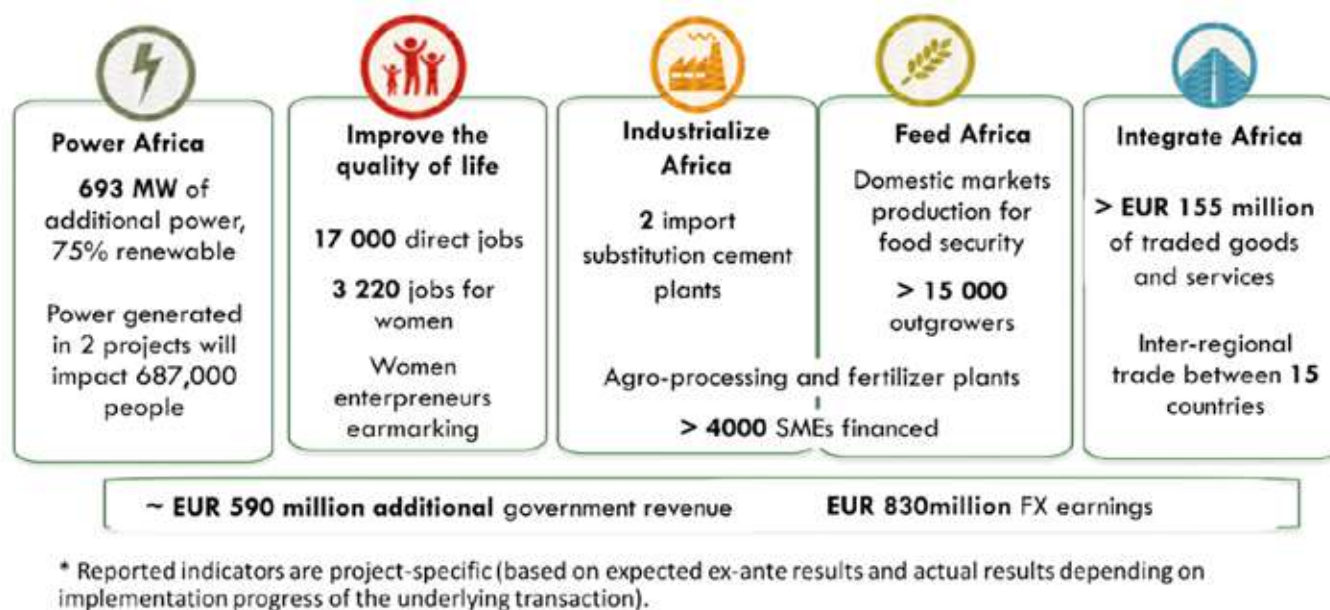 Power Africa
693 MW of
additional power,
75% renewable
Power generated
in 2 projects will
impact 687,000
people
Improve the
quality of life
17 000 direct jobs
3 220 jobs for
women
Women
enterpreneurs
earmarking
Industrialize
Africa
2 import
substitution cement
plants
Feed Africa
Domestic markets
production for
food security
> 15 000
outgrowers
Agro-processing and fertilizer plants
> 4000 SMEs financed
Integrate Africa
> EUR 155 million
of traded goods
and services
Inter-regional
trade between 15
countries
~ EUR 590 million additional government revenue EUR 830million FX earnings
* Reported indicators are project-specific (based on expected ex-ante results and actual results depending on
implementation progress of the underlying transaction).